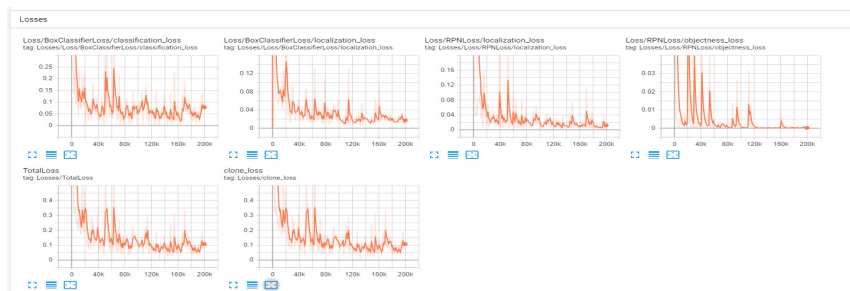 Losses
Loss/BoxClassifierLoss/classification_loss
tag: Losses/Loss/BoxClassifierLoss/classification_loss
0.25
0.2
0.15
0.1
0.05
0
0 40k 80k 120k 160k 200k
Loss/BoxClassifierLoss/localization_loss
tag: Losses/Loss/BoxClassifierLoss/localization_loss
0.12
0.08
0.04
0
0 40k 80k 120k 160k 200k
Loss/RPNLoss/localization_loss
tag: Losses/Loss/RPNLoss/localization_loss
0.16
0.12
0.08
0.04
0
0 40k 80k 120k 160k 200k
Loss/RPNLoss/objectness_loss
tag: Losses/Loss/RPNLoss/objectness_loss
0.03
0.02
0.01
0
0 40k 80k 120k 160k 200k
TotalLoss
tag: Losses/TotalLoss
0.4
0.3
0.2
0.1
0
0 40k 80k 120k 160k 200k
clone_loss
tag: Losses/clone_loss
0.4
0.3
0.2
0.1
0
0 40k 80k 120k 160k 200k